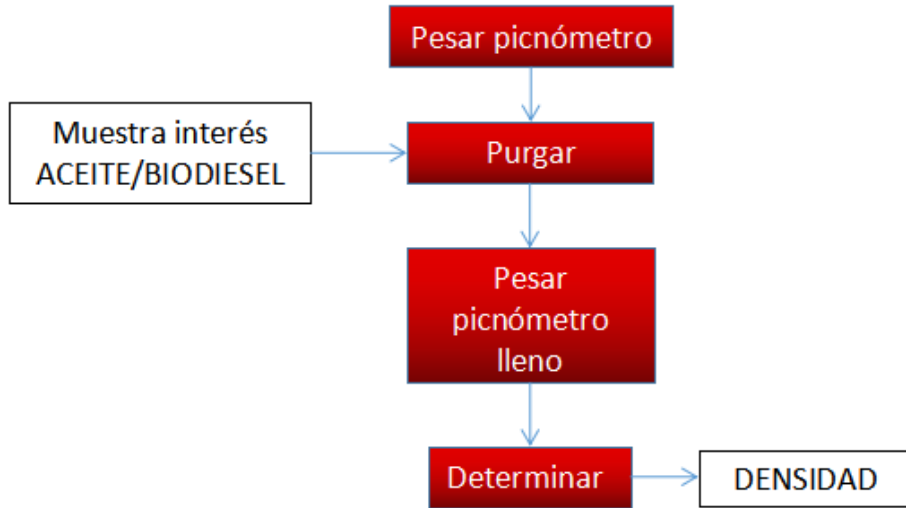 Pesar picnómetro
Muestra interés
ACEITE/BIODIESEL
Purgar
Pesar
picnómetro
lleno
Determinar
DENSIDAD